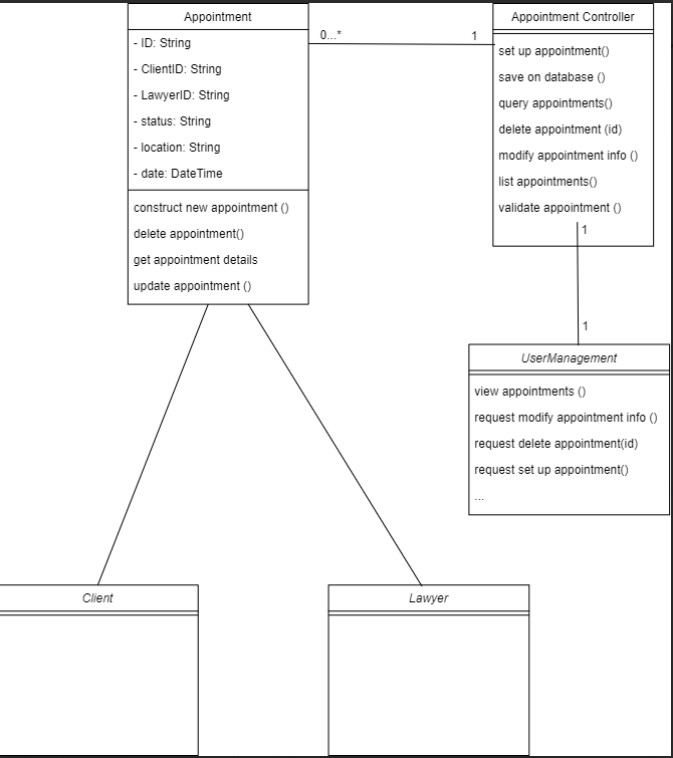 Appointment
- ID: String
- ClientID: String
- LawyerID: String
- status: String
- location: String
- date: DateTime
construct new appointment ()
delete appointment()
get appointment details
update appointment ()
0...*
1
Appointment Controller
set up appointment()
save on database ()
query appointments()
delete appointment (id)
modify appointment info ()
list appointments()
validate appointment ()
1
1
UserManagement
view appointments ()
request modify appointment info ()
request delete appointment(id)
request set up appointment()
...
Client
Lawyer